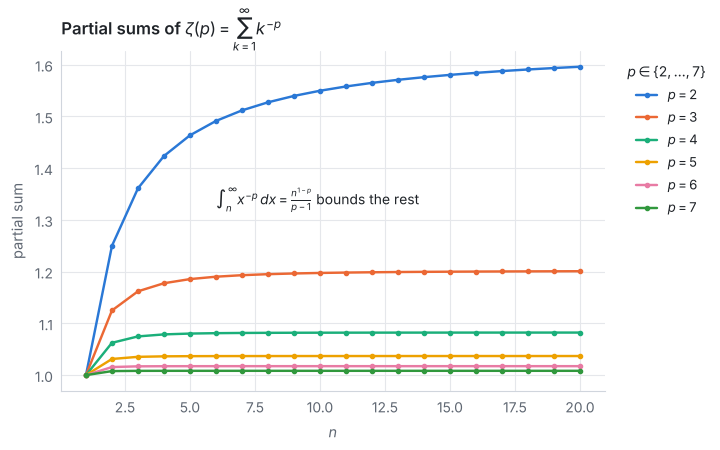 Partial sums of ζ(p) = ∑_{k=1}^{∞} k^{−p}
1.6
1.5
1.4
1.3
1.2
1.1
1.0
partial sum
∫_n^∞ x^{−p} dx = \frac{n^{1−p}}{p−1} bounds the rest
2.5 5.0 7.5 10.0 12.5 15.0 17.5 20.0
n
p ∈ {2, …, 7}
p = 2
p = 3
p = 4
p = 5
p = 6
p = 7